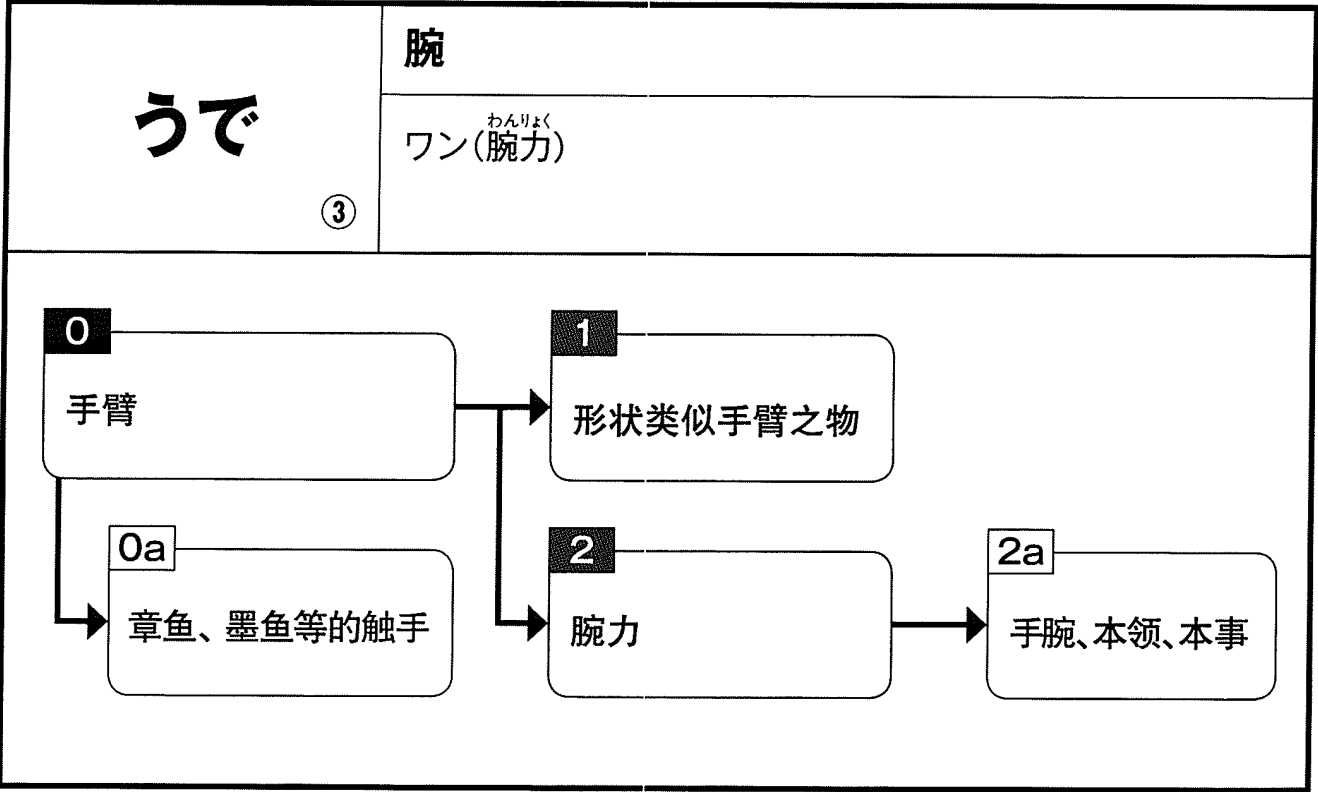 うで
③
腕
わんりょく
ワン(腕力)
0
手臂
1
形状类似手臂之物
0a
章鱼、墨鱼等的触手
2
腕力
2a
手腕、本领、本事